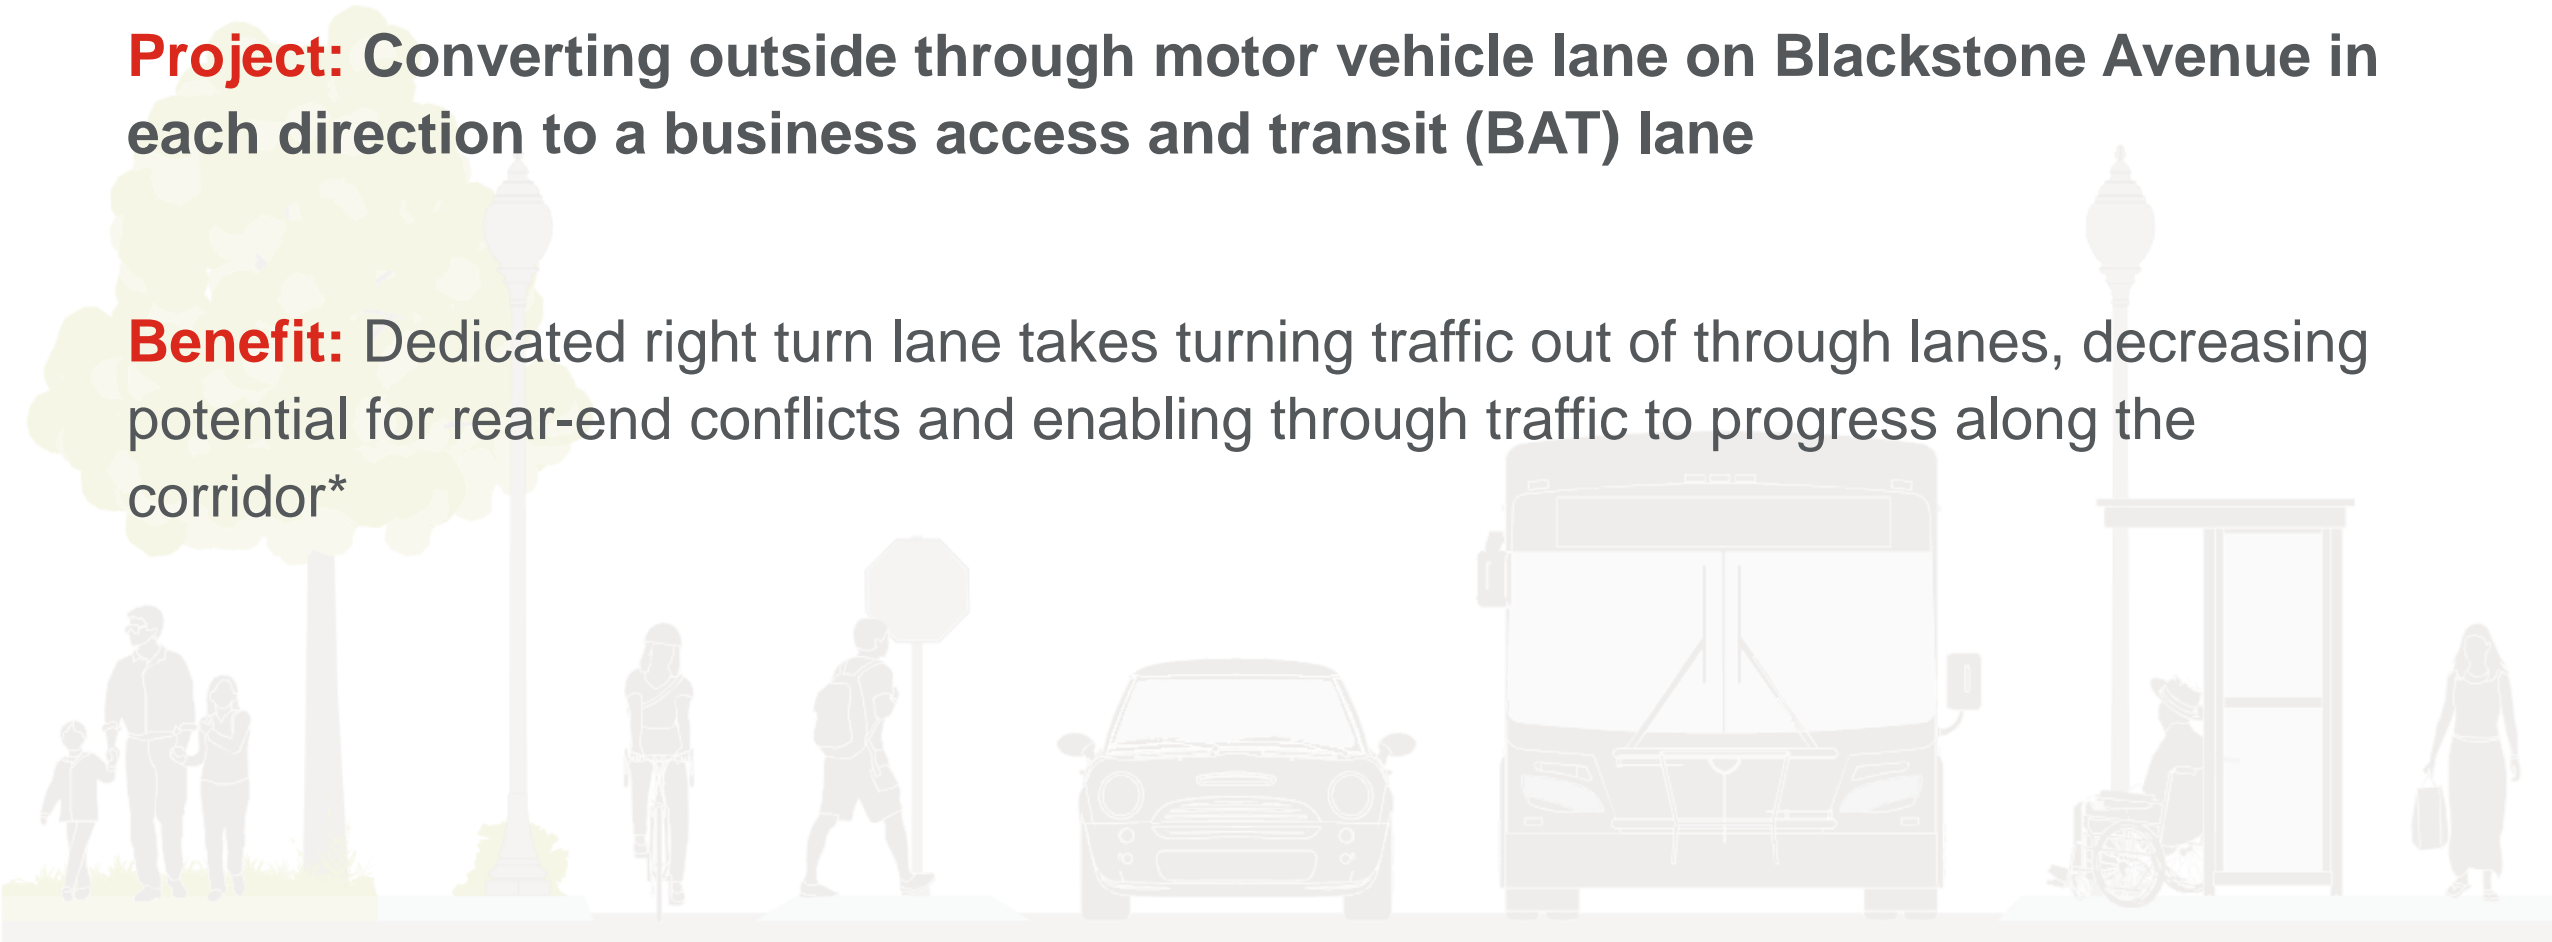 Project: Converting outside through motor vehicle lane on Blackstone Avenue in
each direction to a business access and transit (BAT) lane
Benefit: Dedicated right turn lane takes turning traffic out of through lanes, decreasing
potential for rear-end conflicts and enabling through traffic to progress along the
corridor*